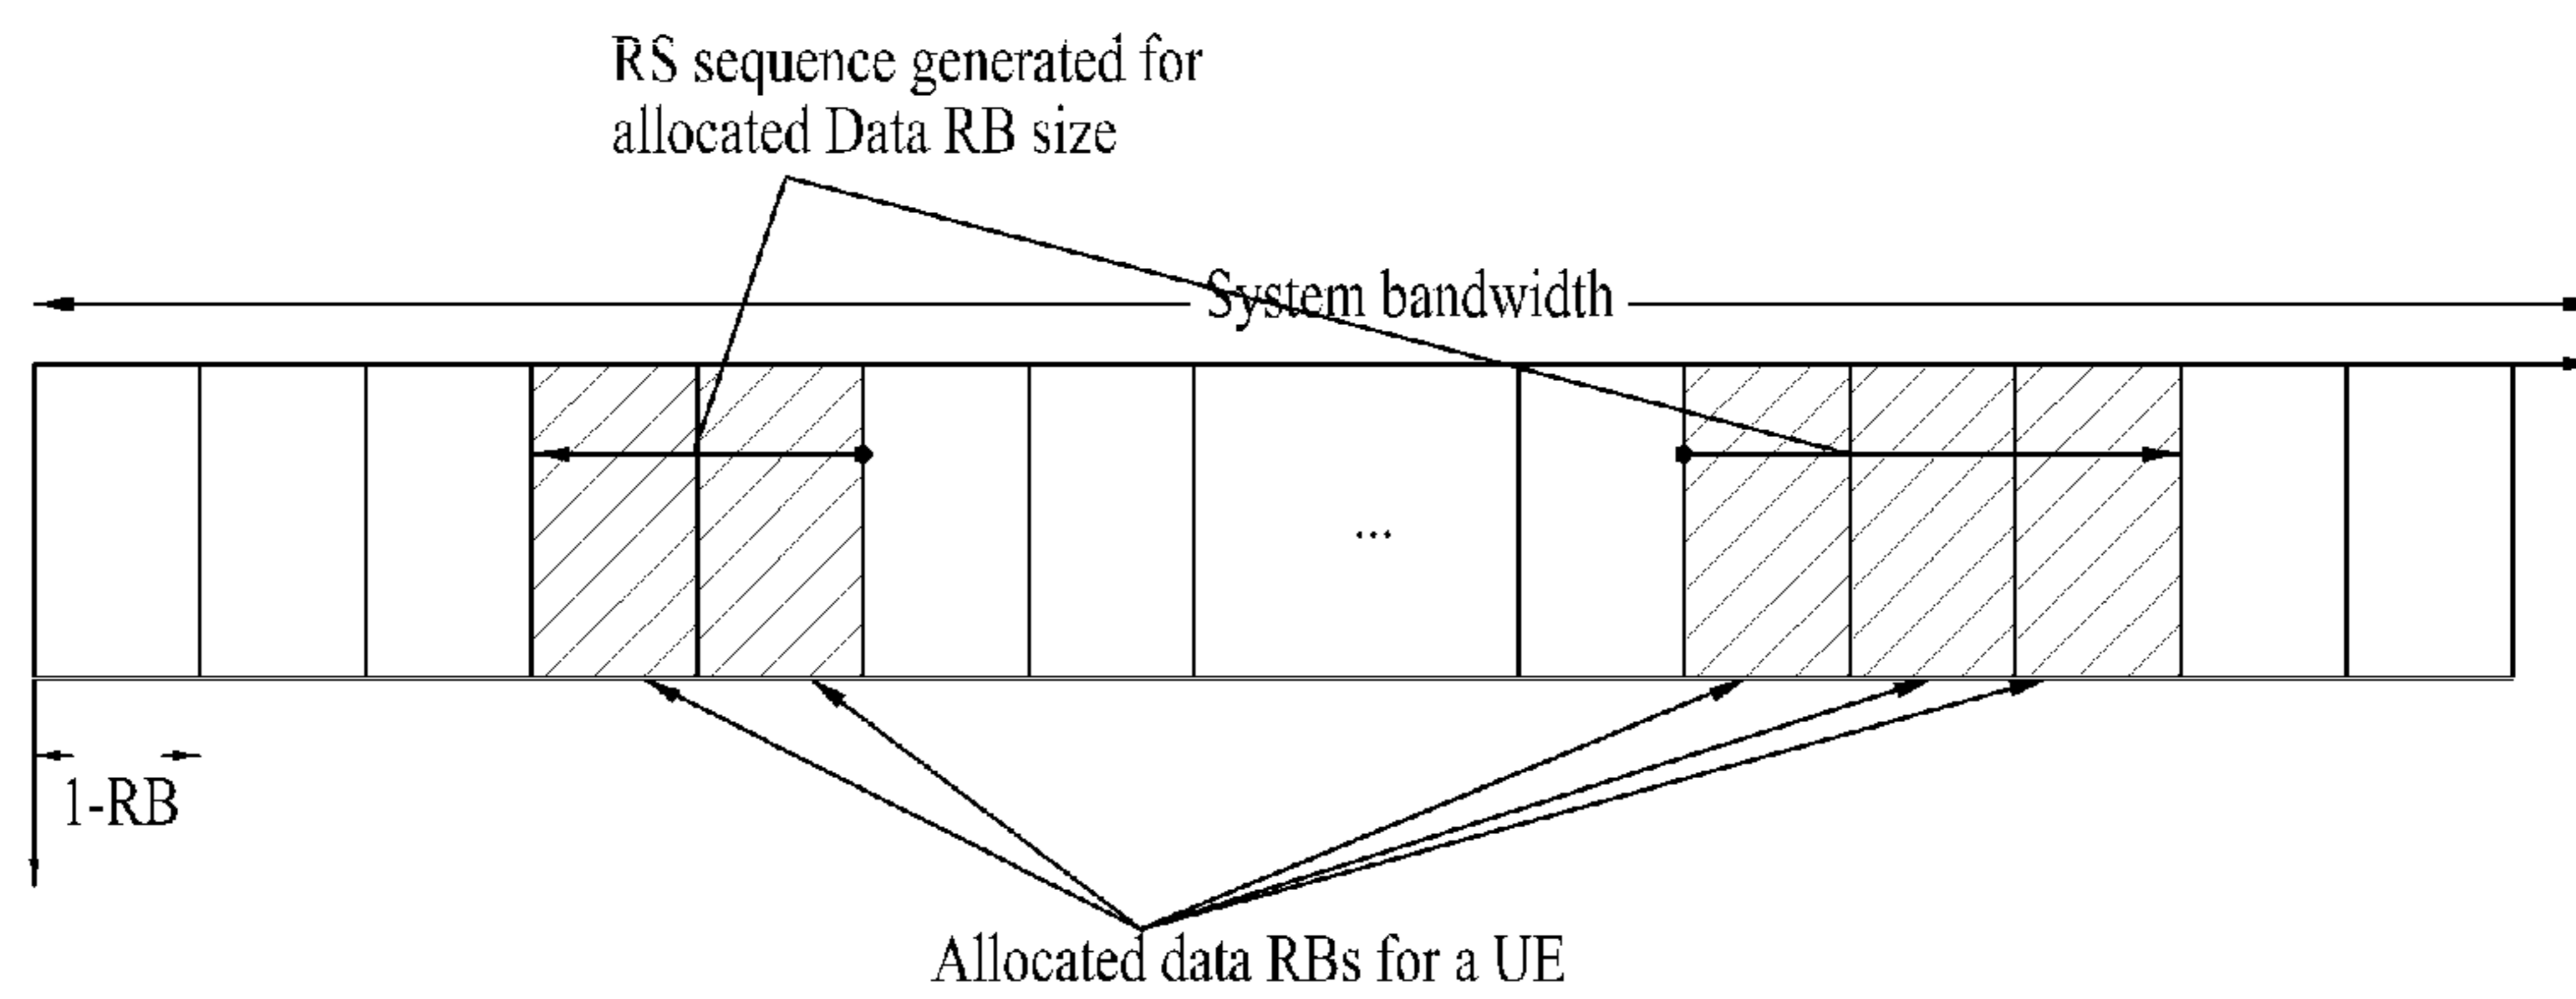 RS sequence generated for
allocated Data RB size
System bandwidth
...
1-RB
Allocated data RBs for a UE